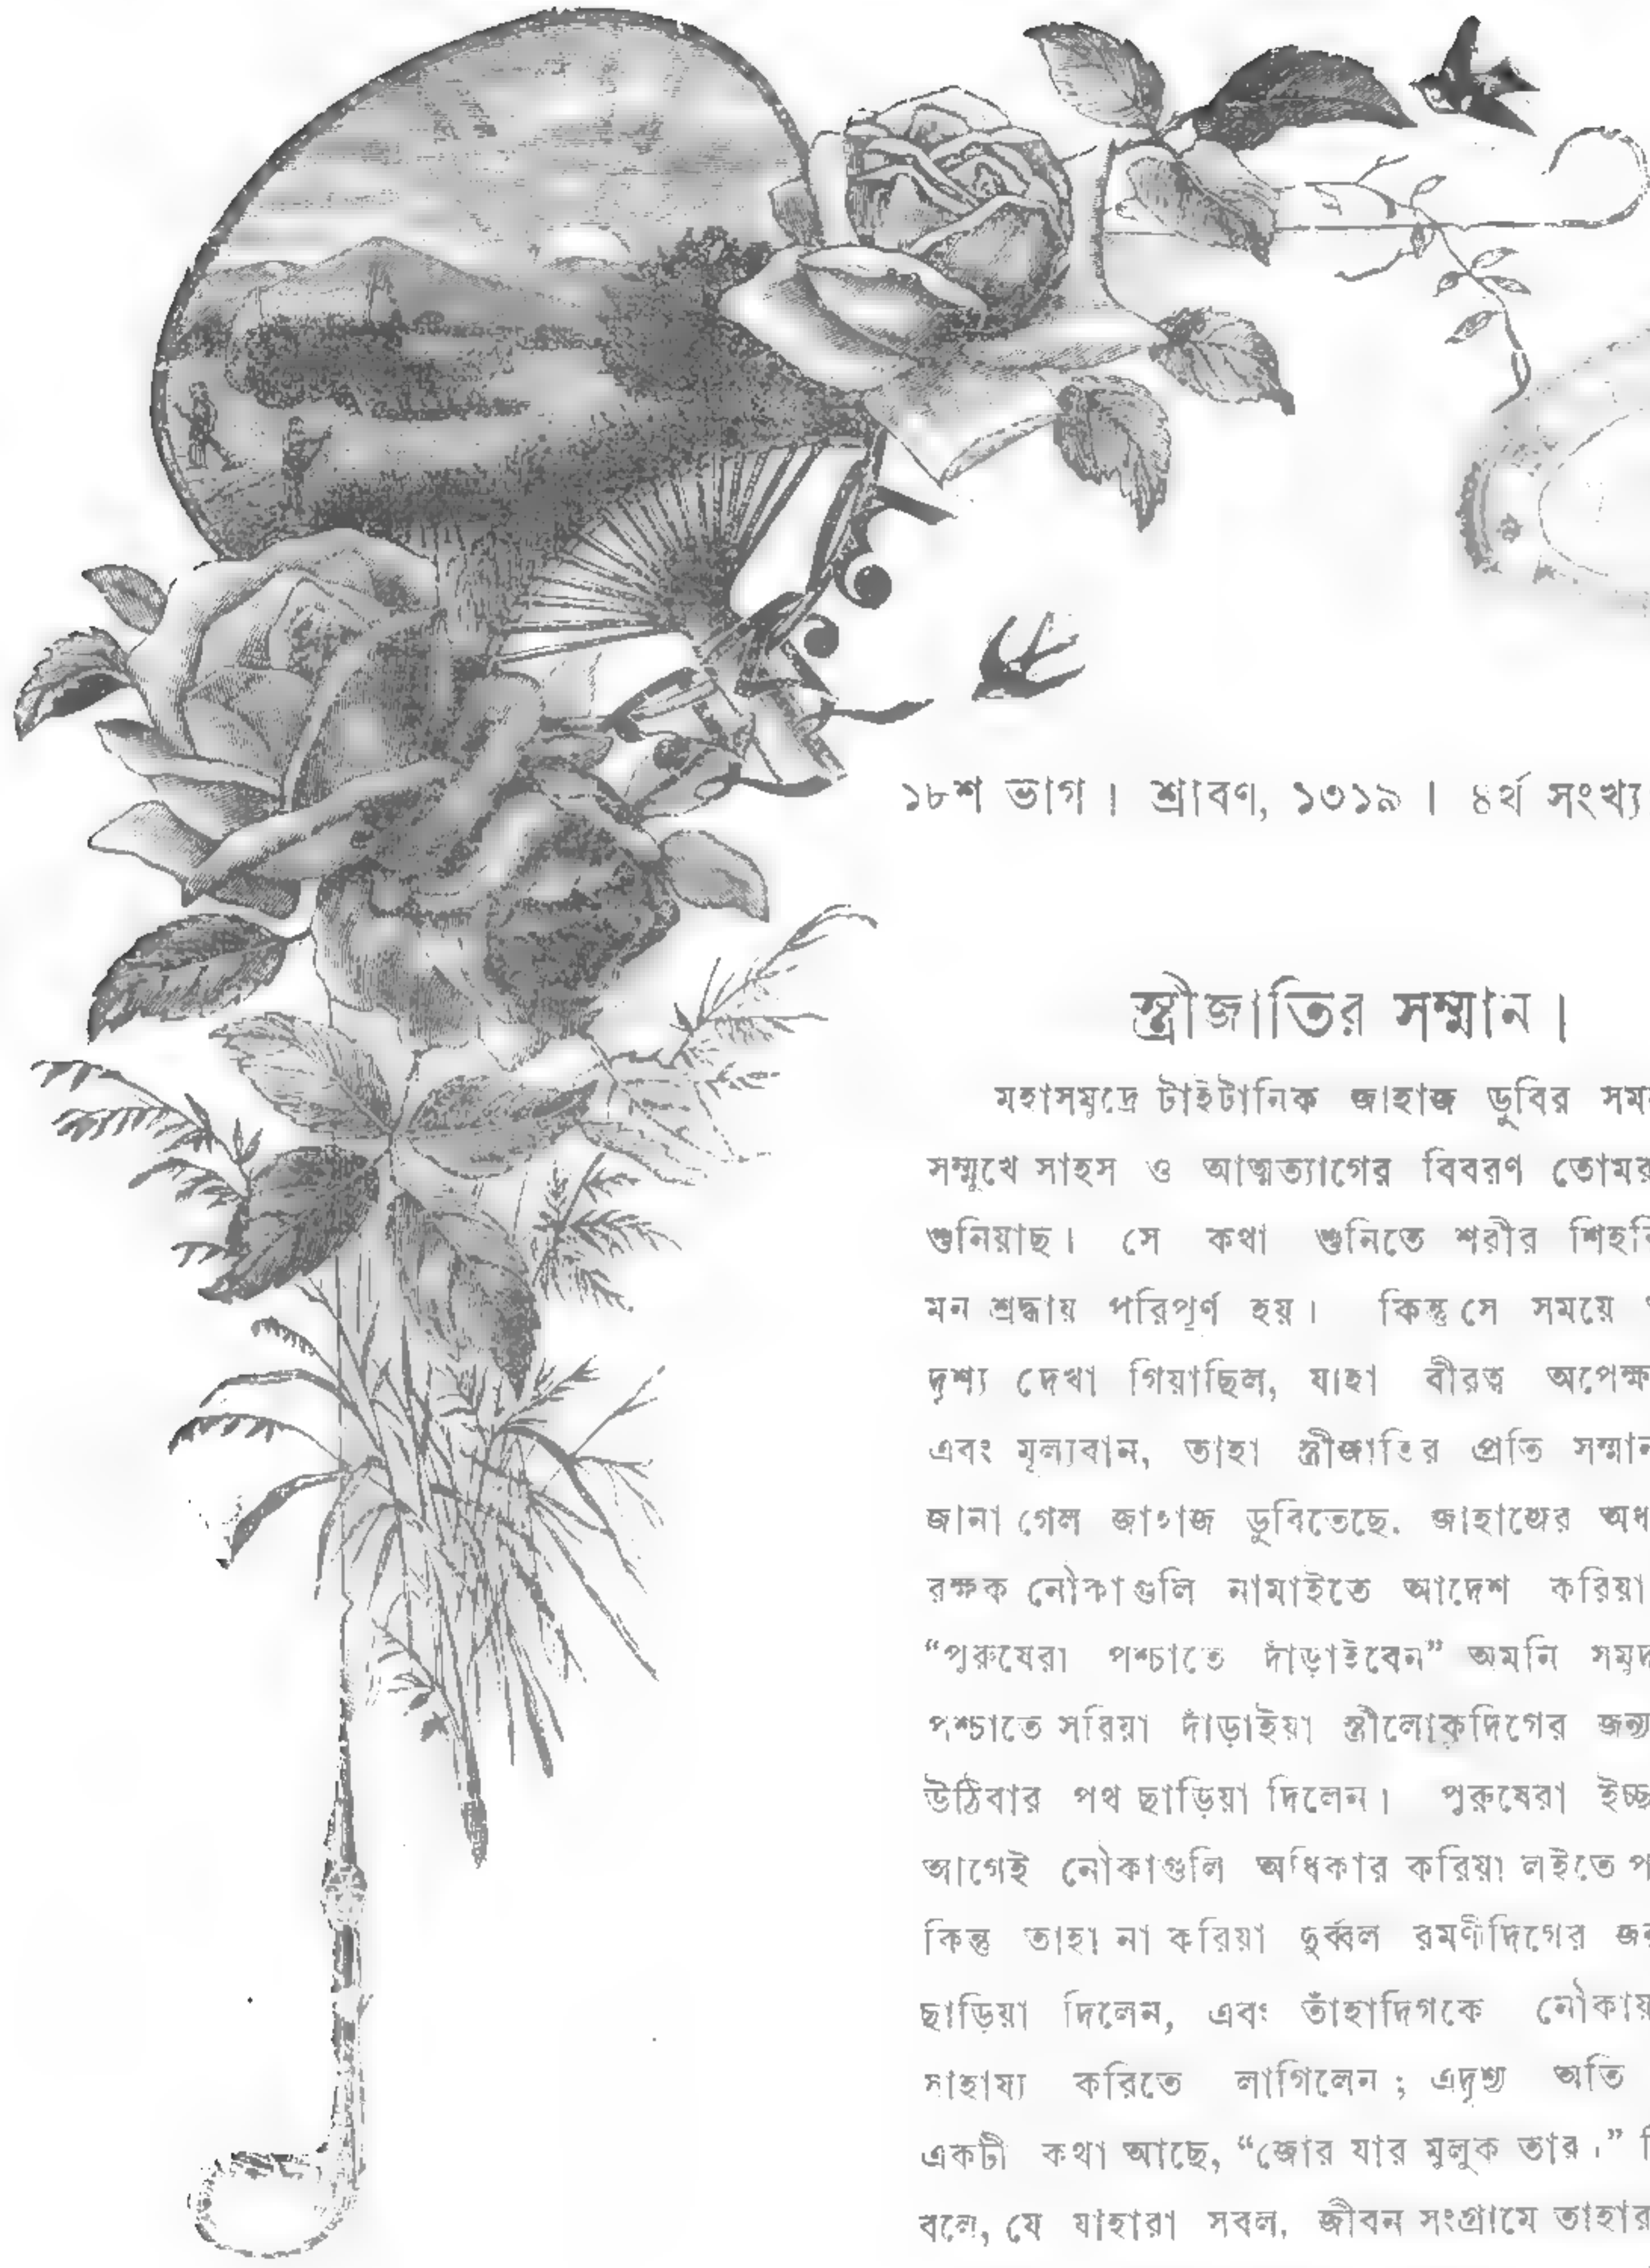 ১৮শ ভাগ। শ্রাবণ, ১৩১৯। ৪র্থ সংখ্য
স্ত্রীজাতির সম্মান।
মহাসমুদ্রে টাইটানিক জাহাজ ডুবির সময়
সম্মুখে সাহস ও আত্মত্যাগের বিবরণ তোমরা
শুনিয়াছ। সে কথা শুনিতে শরীর শিহরি
মন শ্রদ্ধায় পরিপূর্ণ হয়। কিন্তু সে সময়ে
দৃশ্য দেখা গিয়াছিল, যাহা বীরত্ব অপেক্ষ
এবং মূল্যবান, তাহা স্ত্রীজাতির প্রতি সম্মান
জানা গেল জাহাজ ডুবিতেছে. জাহাজের অধ
রক্ষক নৌকাগুলি নামাইতে আদেশ করিয়া
“পুরুষেরা পশ্চাতে দাঁড়াইবেন” অমনি সমুদ
পশ্চাতে সরিয়া দাঁড়াইয়া স্ত্রীলোকদিগের জন্য
উঠিবার পথ ছাড়িয়া দিলেন। পুরুষেরা ইচ্ছ
আগেই নৌকাগুলি অধিকার করিয়া লইতে প
কিন্তু তাহা না করিয়া দুর্ব্বল রমণীদিগের জন
ছাড়িয়া দিলেন, এবং তাঁহাদিগকে নৌকায়
সাহায্য করিতে লাগিলেন; এদৃশ্য অতি
একটী কথা আছে, “জোর যার মুলুক তার।”
বলে, যে যাহারা সবল, জীবন সংগ্রামে তাহার